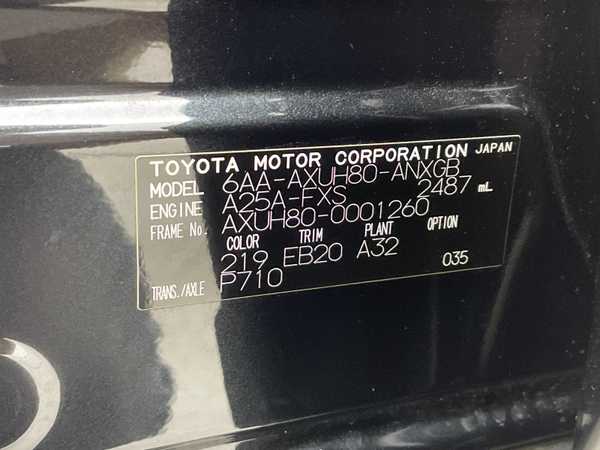 TOYOTA MOTOR CORPORATION JAPAN
MODEL 6AA-AXUH80-ANXGB
ENGINE A25A-FXS 2487 mL
FRAME No. AXUH80-0001260
COLOR TRIM PLANT OPTION
219 EB20 A32 035
TRANS./AXLE P710